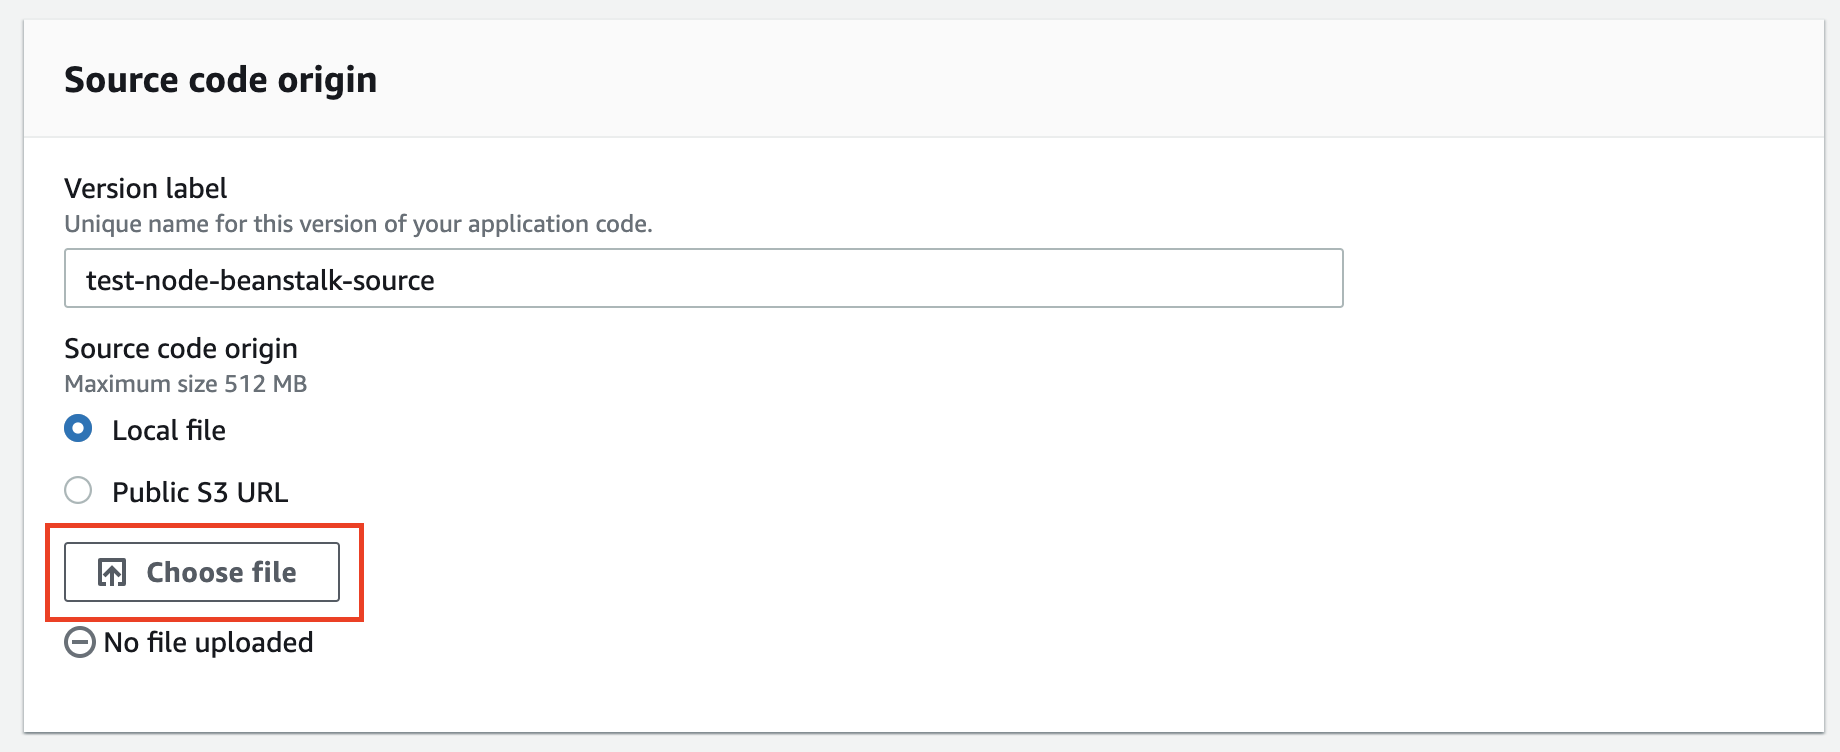 Source code origin
Version label
Unique name for this version of your application code.
test-node-beanstalk-source
Source code origin
Maximum size 512 MB
Local file
Public S3 URL
Choose file
No file uploaded